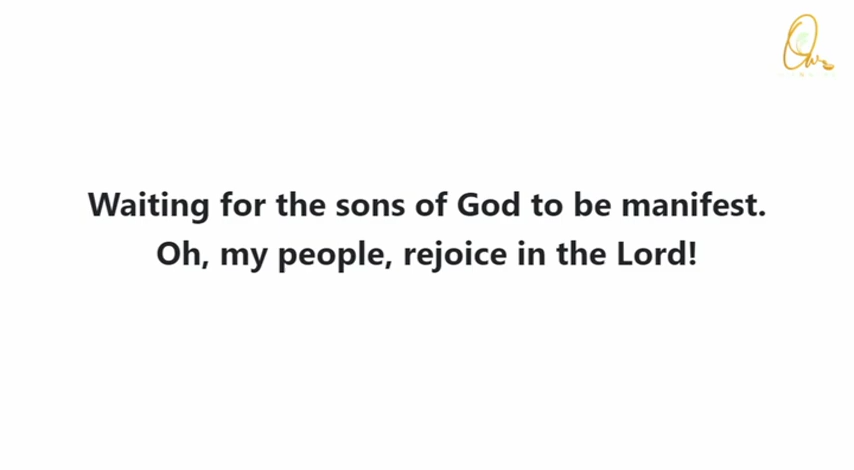 Waiting for the sons of God to be manifest.
Oh, my people, rejoice in the Lord!